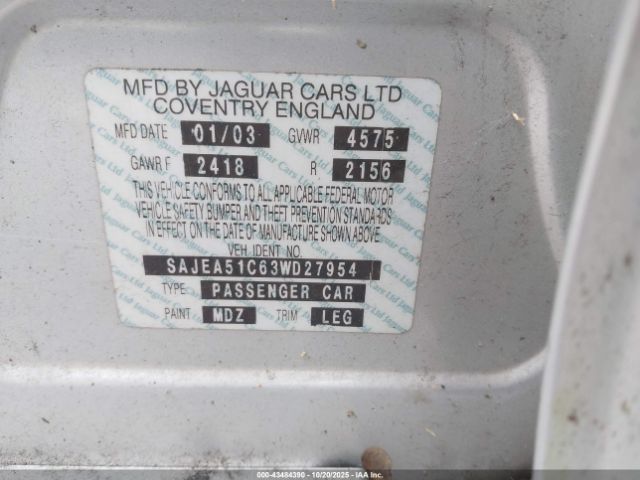 MFD BY JAGUAR CARS LTD
COVENTRY ENGLAND
MFD DATE 01/03 GVWR 4575
GAWR F 2418 R 2156
THIS VEHICLE CONFORMS TO ALL APPLICABLE FEDERAL MOTOR
VEHICLE SAFETY BUMPER AND THEFT PREVENTION STANDARDS
IN EFFECT ON THE DATE OF MANUFACTURE SHOWN ABOVE
VEH IDENT NO.
SAJEA51C63WD27954
TYPE PASSENGER CAR
PAINT MDZ TRIM LEG
000-43484390 - 10/20/2025 - IAAI.COM